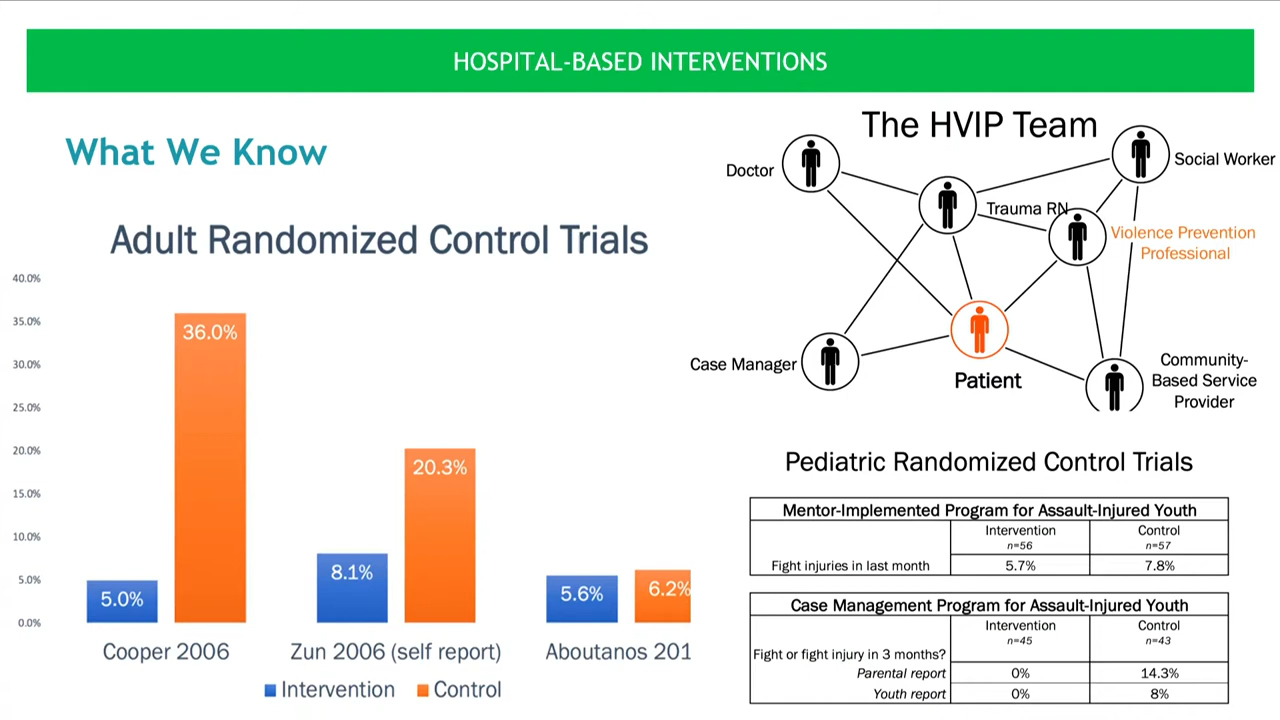 HOSPITAL-BASED INTERVENTIONS
What We Know
Adult Randomized Control Trials
40.0%
35.0%
30.0%
25.0%
20.0%
15.0%
10.0%
5.0%
0.0%
36.0%
20.3%
5.0%
8.1%
5.6%
6.2%
Cooper 2006
Zun 2006 (self report)
Aboutanos 201
Intervention
Control
The HVIP Team
Doctor
Social Worker
Trauma RN
Violence Prevention
Professional
Case Manager
Patient
Community-
Based Service
Provider
Pediatric Randomized Control Trials
Mentor-Implemented Program for Assault-Injured Youth
Intervention Control
n=56 n=57
Fight injuries in last month 5.7% 7.8%
Case Management Program for Assault-Injured Youth
Intervention Control
n=45 n=43
Fight or fight injury in 3 months?
Parental report 0% 14.3%
Youth report 0% 8%